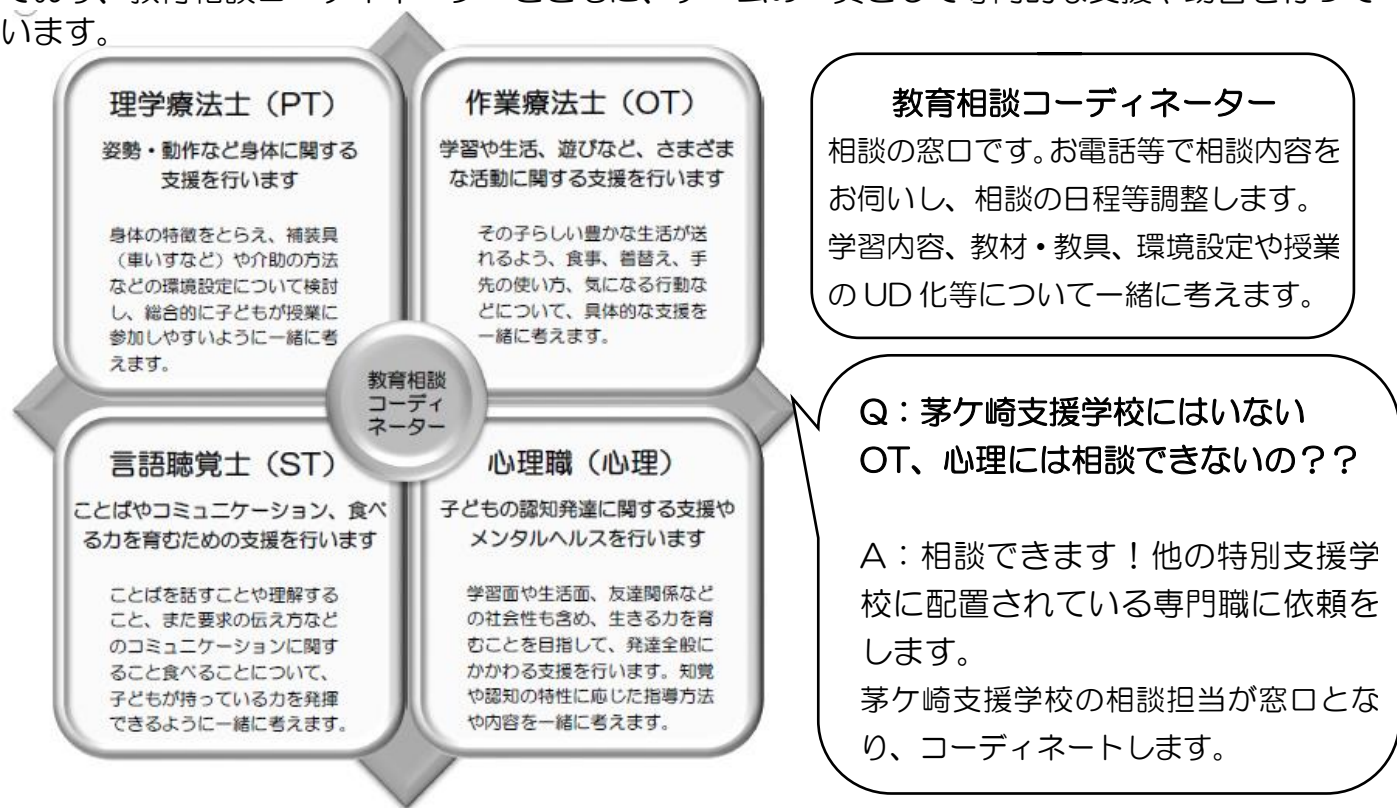 います。
理学療法士(PT)
姿勢・動作など身体に関する
支援を行います
身体の特徴をとらえ、補装具
(車いすなど)や介助の方法
などの環境設定について検討
し、総合的に子どもが授業に
参加しやすいように一緒に考
えます。
作業療法士(OT)
学習や生活、遊びなど、さまざま
な活動に関する支援を行います
その子らしい豊かな生活が送
れるよう、食事、着替え、手
先の使い方、気になる行動な
どについて、具体的な支援を
一緒に考えます。
教育相談
コーディ
ネーター
言語聴覚士(ST)
ことばやコミュニケーション、食べ
る力を育むための支援を行います
ことばを話すことや理解する
こと、また要求の伝え方など
のコミュニケーションに関す
ること食べることについて、
子どもが持っている力を発揮
できるように一緒に考えます。
心理職(心理)
子どもの認知発達に関する支援や
メンタルヘルスを行います
学習面や生活面、友達関係など
の社会性も含め、生きる力を育
むことを目指して、発達全般に
かかわる支援を行います。知覚
や認知の特性に応じた指導方法
や内容を一緒に考えます。
教育相談コーディネーター
相談の窓口です。お電話等で相談内容を
お伺いし、相談の日程等調整します。
学習内容、教材・教具、環境設定や授業
のUD化等について一緒に考えます。
Q:茅ケ崎支援学校にはいない
OT、心理には相談できないの??
A:相談できます!他の特別支援学
校に配置されている専門職に依頼を
します。
茅ケ崎支援学校の相談担当が窓口とな
り、コーディネートします。